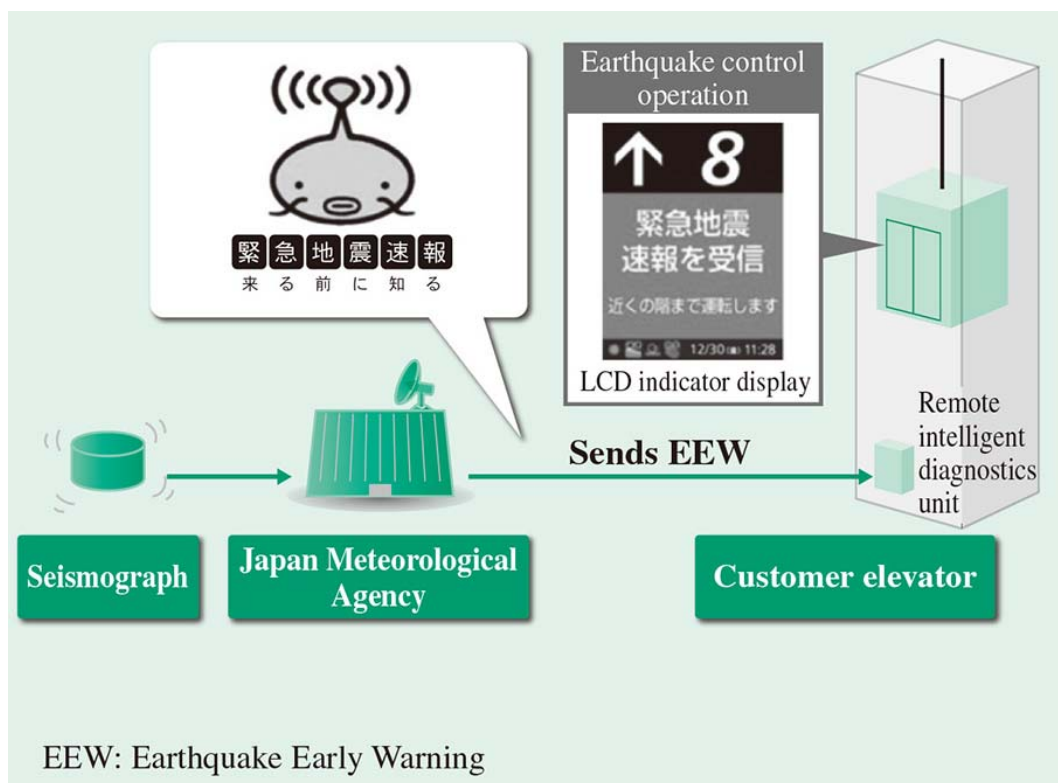 緊急地震速報
来る前に知る
Earthquake control
operation
↑ 8
緊急地震
速報を受信
近くの階まで運転します
12/30 11:28
LCD indicator display
Sends EEW
Remote
intelligent
diagnostics
unit
Seismograph
Japan Meteorological
Agency
Customer elevator
EEW: Earthquake Early Warning